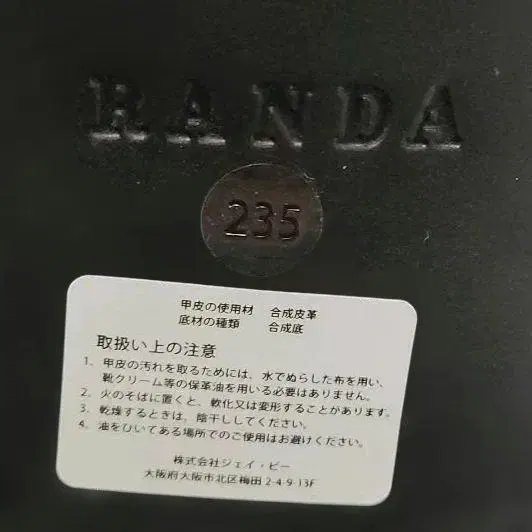 RANDA
235
甲皮の使用材 合成皮革
底材の種類 合成底
取扱い上の注意
1、甲皮の汚れを取るためには、水でぬらした布を用い、
靴クリーム等の保革油を用いる必要はありません。
2、火のそばに置くと、軟化又は変形することがあります。
3、乾燥するときは、陰干ししてください。
4、油をひいてある場所でのご使用はお避けください。
株式会社ジェイ・ビー
大阪府大阪市北区梅田 2-4-9-13F